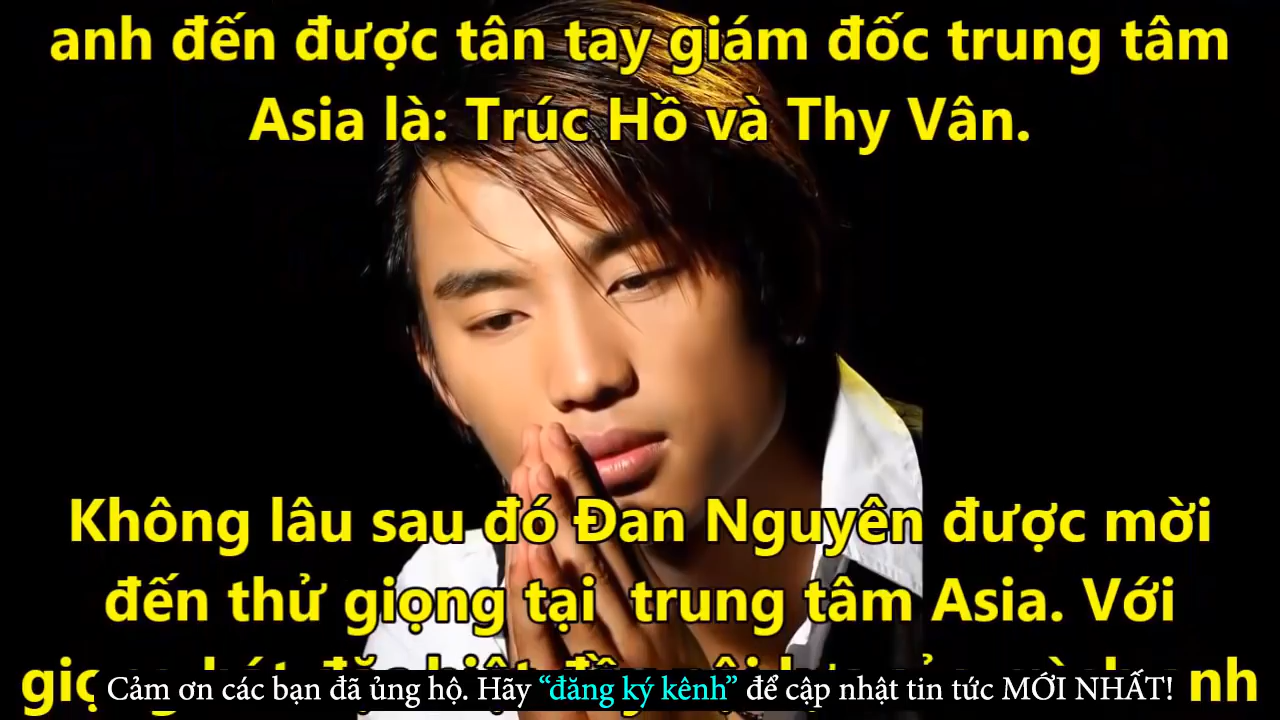 anh đến được tân tay giám đốc trung tâm
Asia là: Trúc Hồ và Thy Vân.
Không lâu sau đó Đan Nguyên được mời
đến thử giọng tại trung tâm Asia. Với
nh
Cảm ơn các bạn đã ủng hộ. Hãy “đăng ký kênh” để cập nhật tin tức MỚI NHẤT!